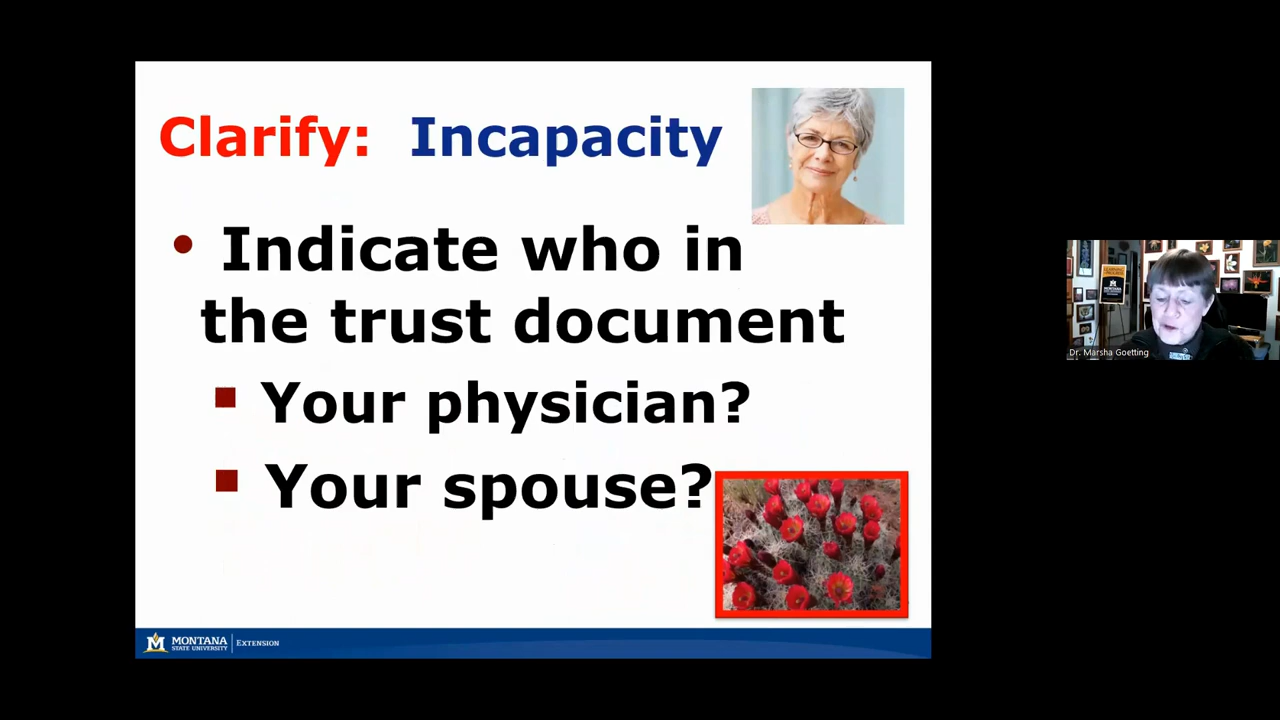 Clarify: Incapacity
• Indicate who in
the trust document
▪ Your physician?
▪ Your spouse?
M MONTANA
STATE UNIVERSITY
EXTENSION
MONTANA
Dr. Marsha Goetting